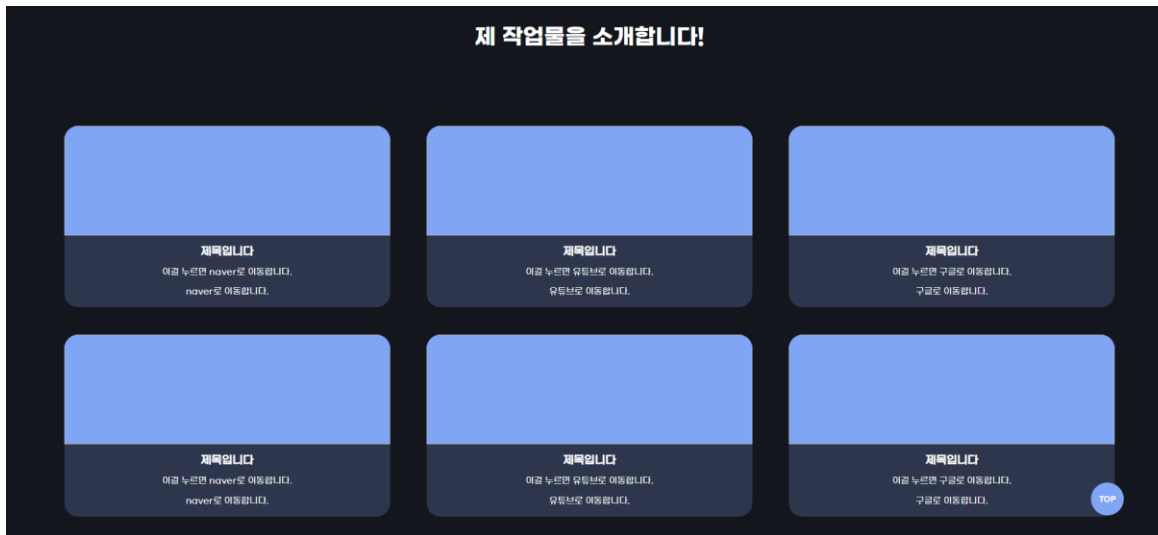 제 작업물을 소개합니다!
제목입니다
이걸 누르면 naver로 이동합니다.
naver로 이동합니다.
제목입니다
이걸 누르면 유튜브로 이동합니다.
유튜브로 이동합니다.
제목입니다
이걸 누르면 구글로 이동합니다.
구글로 이동합니다.
제목입니다
이걸 누르면 naver로 이동합니다.
naver로 이동합니다.
제목입니다
이걸 누르면 유튜브로 이동합니다.
유튜브로 이동합니다.
제목입니다
이걸 누르면 구글로 이동합니다.
구글로 이동합니다.
TOP